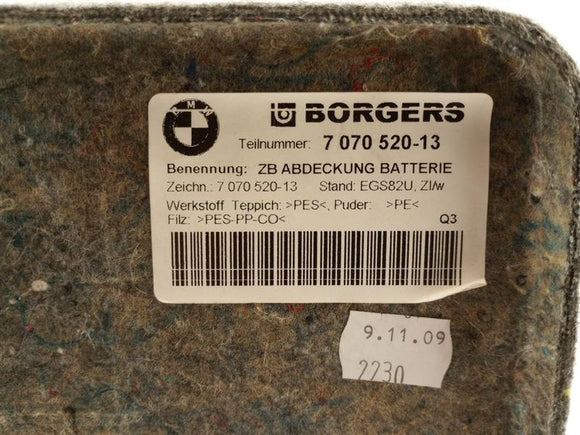 BMW
BORGERS
Teilnummer: 7 070 520-13
Benennung: ZB ABDECKUNG BATTERIE
Zeichn.: 7 070 520-13 Stand: EGS82U, ZI/w
Werkstoff Teppich: >PES<, Puder: >PE<
Filz: >PES-PP-CO< Q3
9.11.09
2230